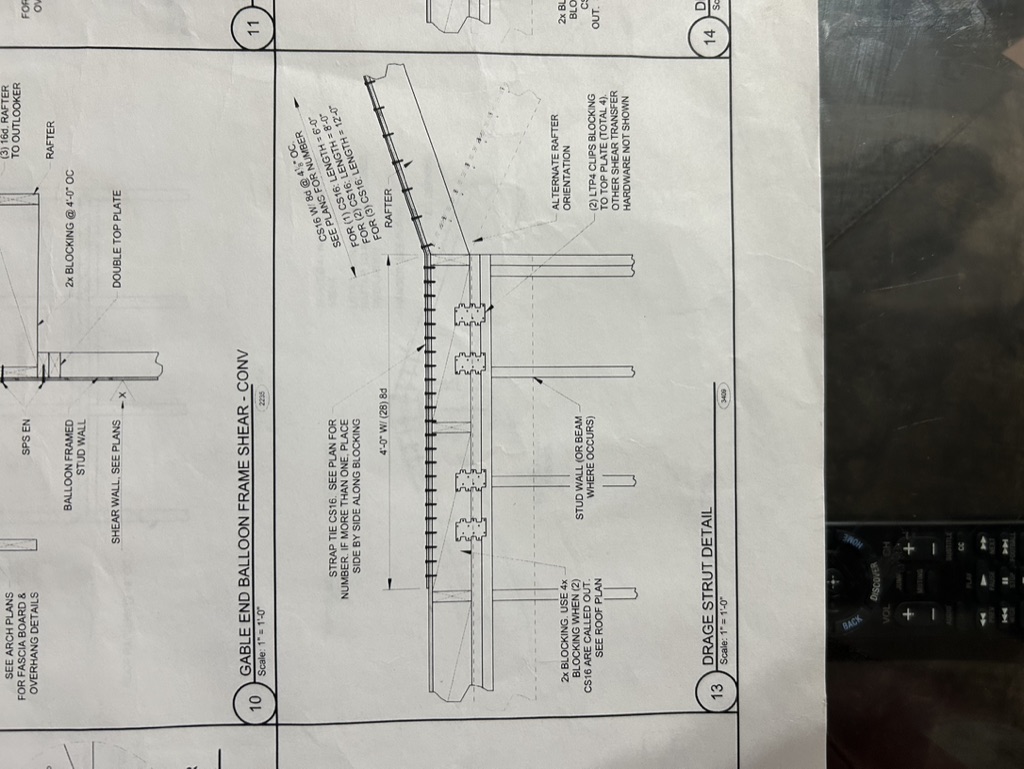 SEE ARCH PLANS
FOR FASCIA BOARD &
OVERHANG DETAILS
SPS EN
BALLOON FRAMED
STUD WALL
SHEAR WALL, SEE PLANS
X
(3) 16d. RAFTER
TO OUTLOOKER
RAFTER
2x BLOCKING @ 4'-0" OC
DOUBLE TOP PLATE
10
GABLE END BALLOON FRAME SHEAR - CONV
Scale: 1" = 1'-0"
2235
11
STRAP TIE CS16. SEE PLAN FOR
NUMBER. IF MORE THAN ONE, PLACE
SIDE BY SIDE ALONG BLOCKING
4'-0" W/ (28) 8d
CS16 W/ 8d @ 4⅛" OC.
SEE PLANS FOR NUMBER
FOR (1) CS16: LENGTH = 6'-0"
FOR (2) CS16: LENGTH = 8'-0"
FOR (3) CS16: LENGTH = 12'-0"
RAFTER
ALTERNATE RAFTER
ORIENTATION
(2) LTP4 CLIPS BLOCKING
TO TOP PLATE (TOTAL 4).
OTHER SHEAR TRANSFER
HARDWARE NOT SHOWN
2x BLOCKING. USE 4x
BLOCKING WHEN (2)
CS16 ARE CALLED OUT.
SEE ROOF PLAN
STUD WALL (OR BEAM
WHERE OCCURS)
13
DRAGE STRUT DETAIL
Scale: 1" = 1'-0"
3409
2x BL
BLO
CS
OUT.
14
HOME
DISCOVER
BACK
VOL
CH
CC
PLAY